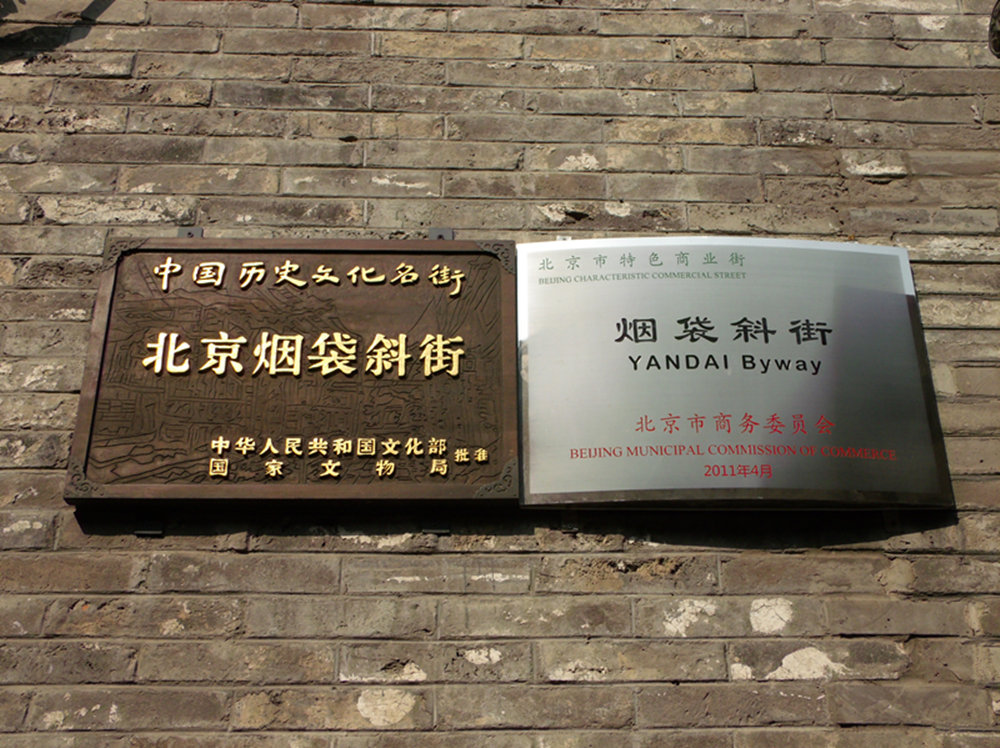 中国历史文化名街
北京烟袋斜街
中华人民共和国文化部
国家文物局
批准
北京市特色商业街
BEIJING CHARACTERISTIC COMMERCIAL STREET
烟袋斜街
YANDAI Byway
北京市商务委员会
BEIJING MUNICIPAL COMMISSION OF COMMERCE
2011年4月